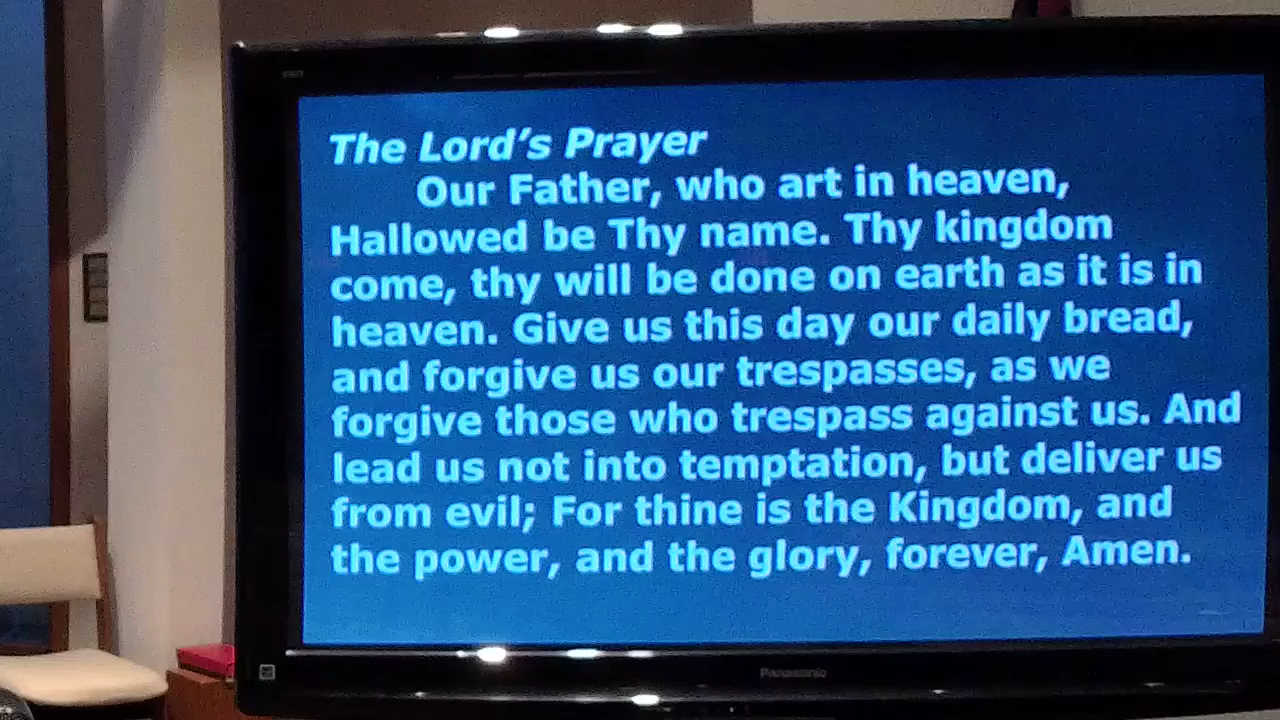 The Lord's Prayer
Our Father, who art in heaven,
Hallowed be Thy name. Thy kingdom
come, thy will be done on earth as it is in
heaven. Give us this day our daily bread,
and forgive us our trespasses, as we
forgive those who trespass against us. And
lead us not into temptation, but deliver us
from evil; For thine is the Kingdom, and
the power, and the glory, forever, Amen.
Panasonic